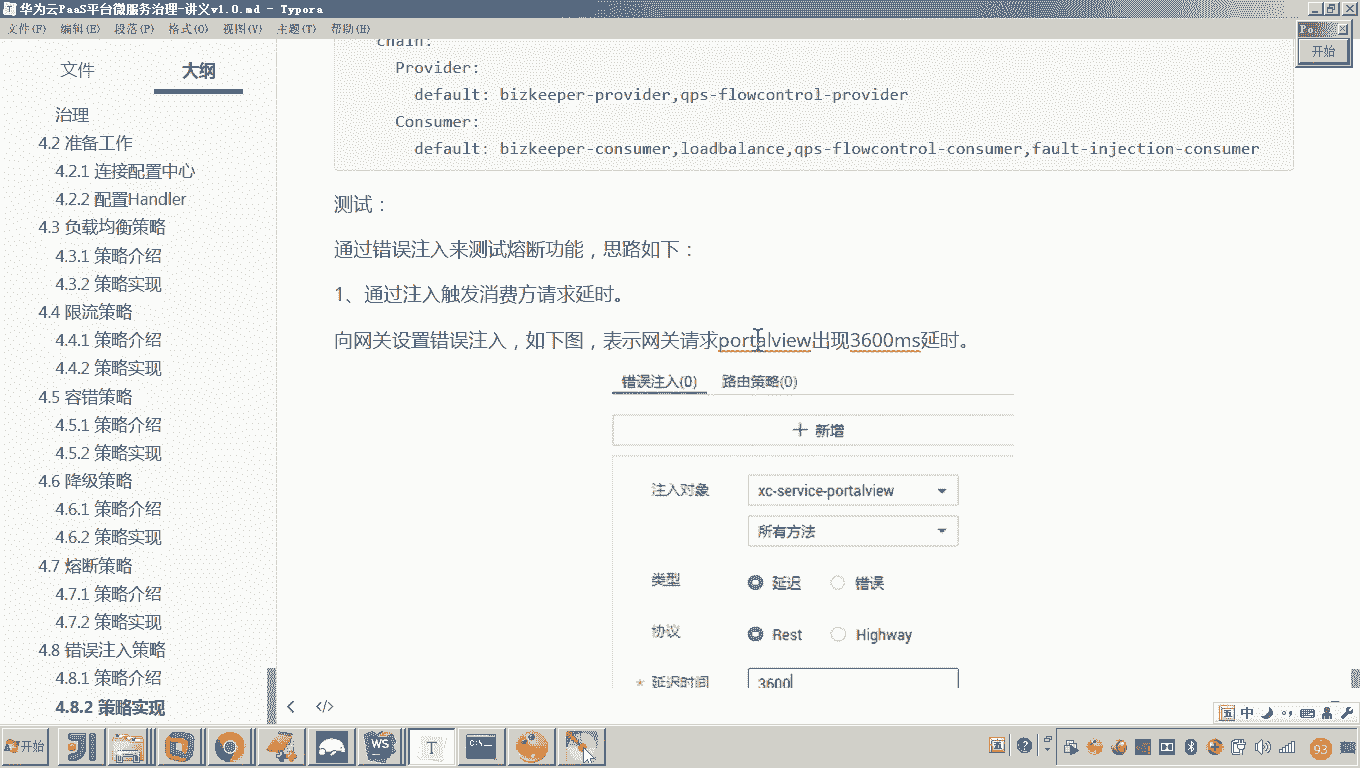 华为云PaaS平台微服务治理-讲义v1.0.md - Typora
文件(F) 编辑(E) 段落(P) 格式(O) 视图(V) 主题(T) 帮助(H)
开始
文件 大纲
治理
4.2 准备工作
4.2.1 连接配置中心
4.2.2 配置Handler
4.3 负载均衡策略
4.3.1 策略介绍
4.3.2 策略实现
4.4 限流策略
4.4.1 策略介绍
4.4.2 策略实现
4.5 容错策略
4.5.1 策略介绍
4.5.2 策略实现
4.6 降级策略
4.6.1 策略介绍
4.6.2 策略实现
4.7 熔断策略
4.7.1 策略介绍
4.7.2 策略实现
4.8 错误注入策略
4.8.1 策略介绍
4.8.2 策略实现
chain:
Provider:
default: bizkeeper-provider,qps-flowcontrol-provider
Consumer:
default: bizkeeper-consumer,loadbalance,qps-flowcontrol-consumer,fault-injection-consumer
测试：
通过错误注入来测试熔断功能，思路如下：
1、通过注入触发消费方请求延时。
向网关设置错误注入，如下图，表示网关请求portalview出现3600ms延时。
错误注入(0) 路由策略(0)
+ 新增
注入对象 xc-service-portalview
所有方法
类型 延迟 错误
协议 Rest Highway
* 延迟时间 3600
</>
五 中
开始 WS T C:\ 五 93